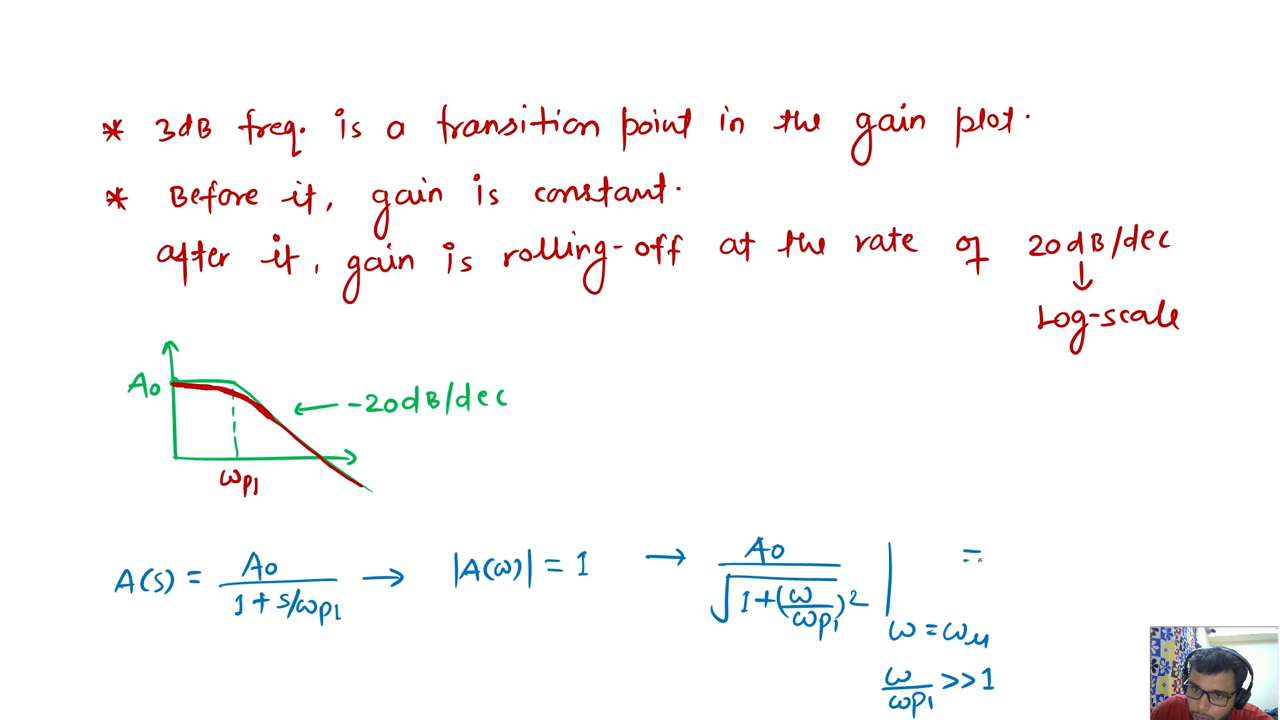 * 3dB freq. is a transition point in the gain plot.
* Before it, gain is constant.
after it, gain is rolling-off at the rate of 20dB/dec
↓
Log-scale
A₀
-20dB/dec
ωp1
A(s) = A₀ / (1 + s/ωp1) → |A(ω)| = 1 → A₀ / √(1+(ω/ωp1)²) | =
ω = ωu
ω/ωp1 >> 1